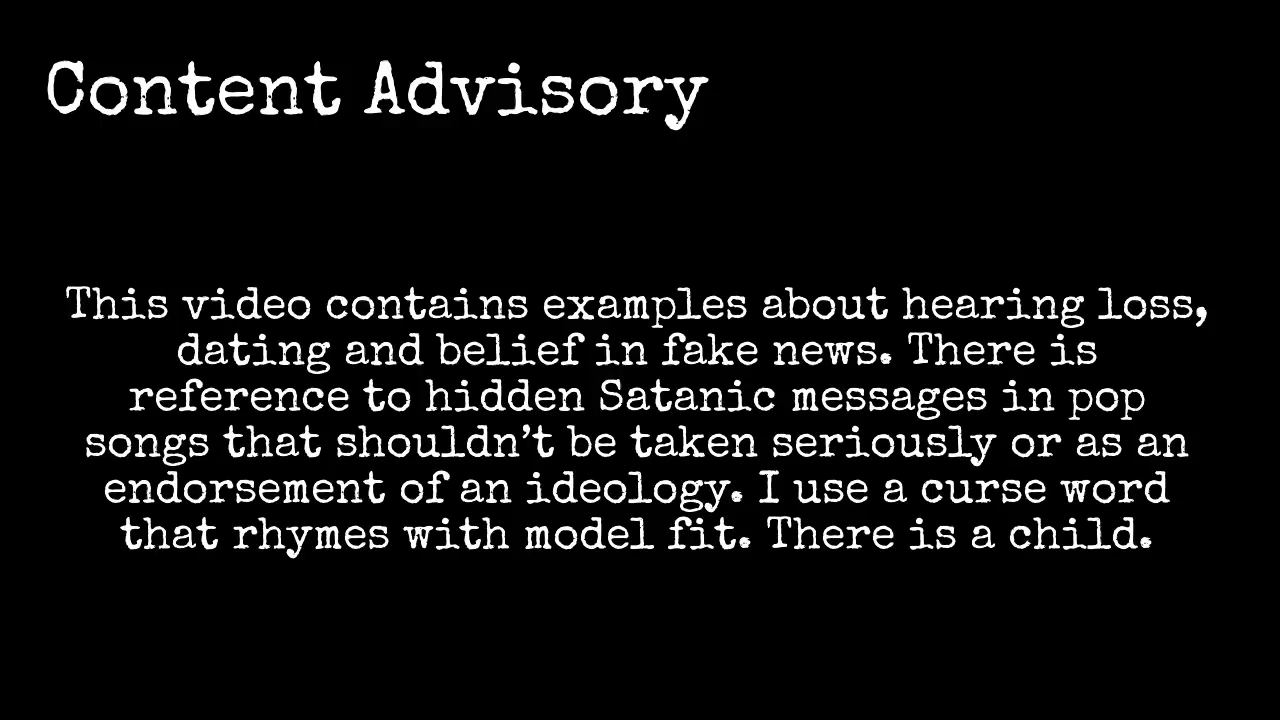 Content Advisory
This video contains examples about hearing loss,
dating and belief in fake news. There is
reference to hidden Satanic messages in pop
songs that shouldn't be taken seriously or as an
endorsement of an ideology. I use a curse word
that rhymes with model fit. There is a child.